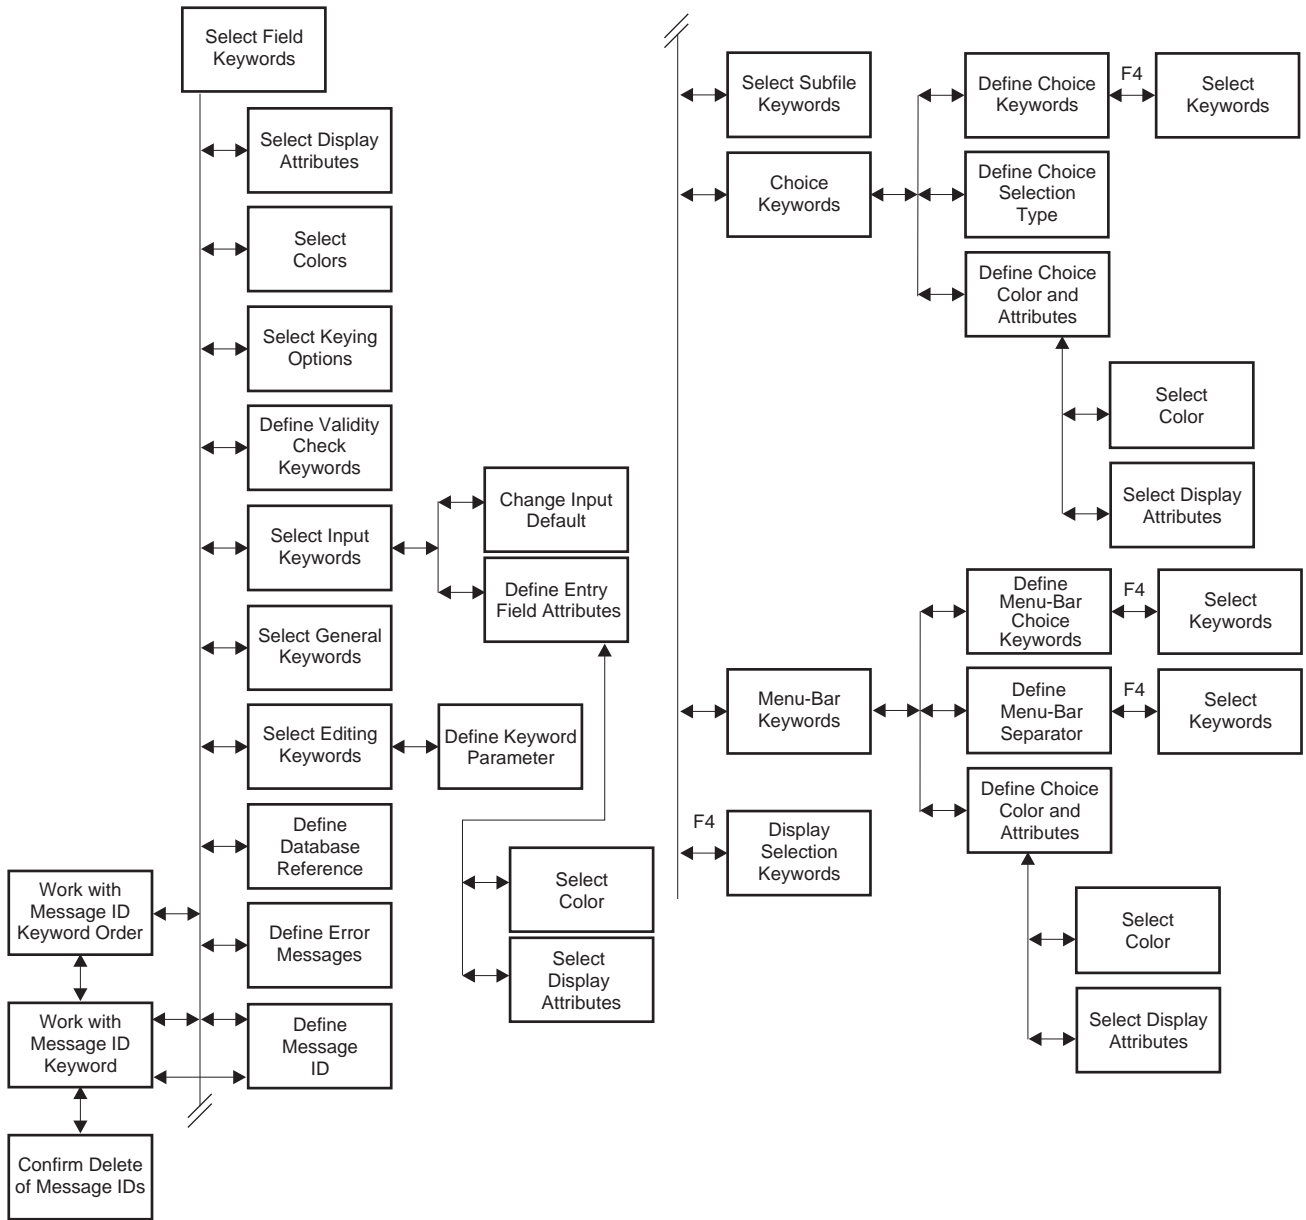 Select Field
Keywords
Select Display
Attributes
Select
Colors
Select Keying
Options
Define Validity
Check
Keywords
Select Input
Keywords
Change Input
Default
Define Entry
Field Attributes
Select General
Keywords
Select Editing
Keywords
Define Keyword
Parameter
Define
Database
Reference
Select
Color
Select
Display
Attributes
Work with
Message ID
Keyword Order
Define Error
Messages
Work with
Message ID
Keyword
Define
Message
ID
Confirm Delete
of Message IDs
Select Subfile
Keywords
Choice
Keywords
Define Choice
Keywords
F4
Select
Keywords
Define Choice
Selection
Type
Define Choice
Color and
Attributes
Select
Color
Select Display
Attributes
Menu-Bar
Keywords
Define
Menu-Bar
Choice
Keywords
F4
Select
Keywords
Define
Menu-Bar
Separator
F4
Select
Keywords
Define Choice
Color and
Attributes
Select
Color
Select Display
Attributes
F4
Display
Selection
Keywords